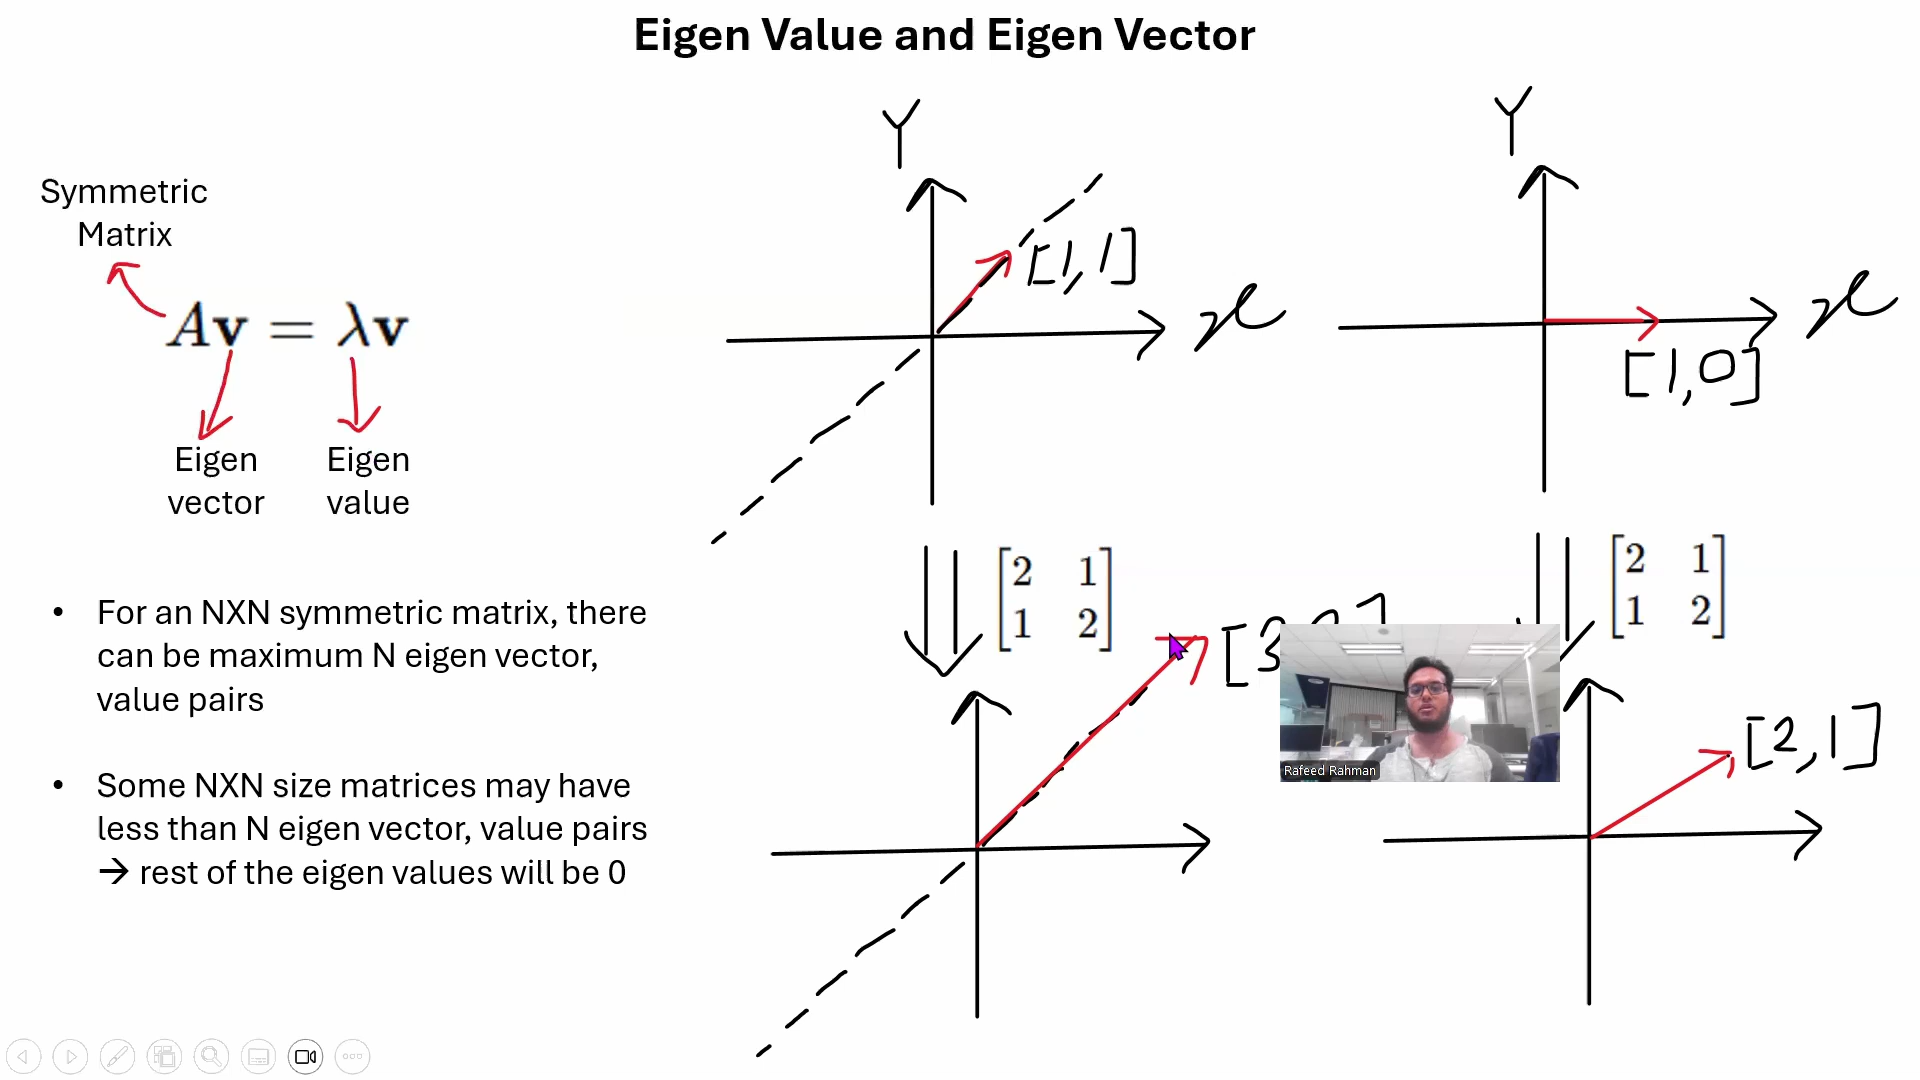 Eigen Value and Eigen Vector
Symmetric
Matrix
Av = λv
Eigen
vector
Eigen
value
• For an NXN symmetric matrix, there
can be maximum N eigen vector,
value pairs
• Some NXN size matrices may have
less than N eigen vector, value pairs
→ rest of the eigen values will be 0
Y
[1,1]
x
2 1
1 2
[3
Y
x
[1,0]
2 1
1 2
[2,1]
Rafeed Rahman